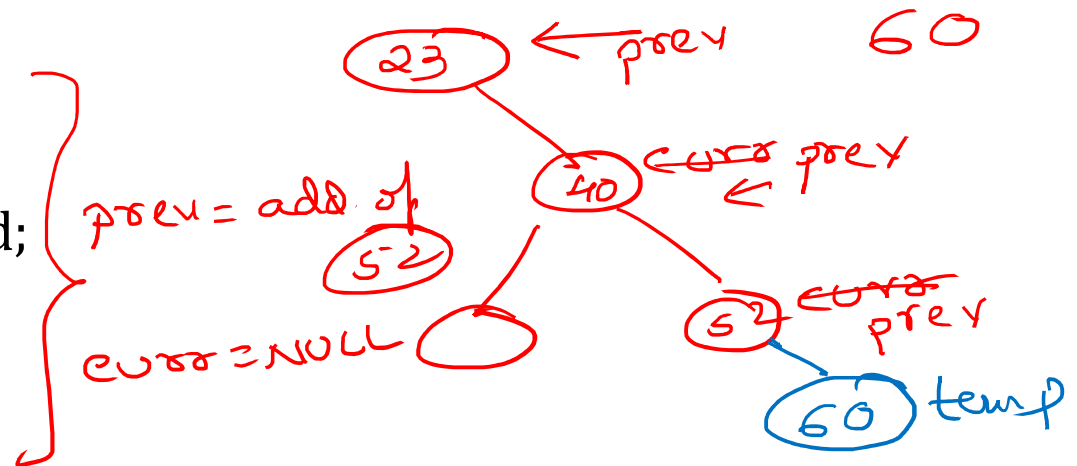 23 ← prev 60
40 curr prev
←
d; prev = add. of
52
52 curr
prev
curr = NULL
60 temp